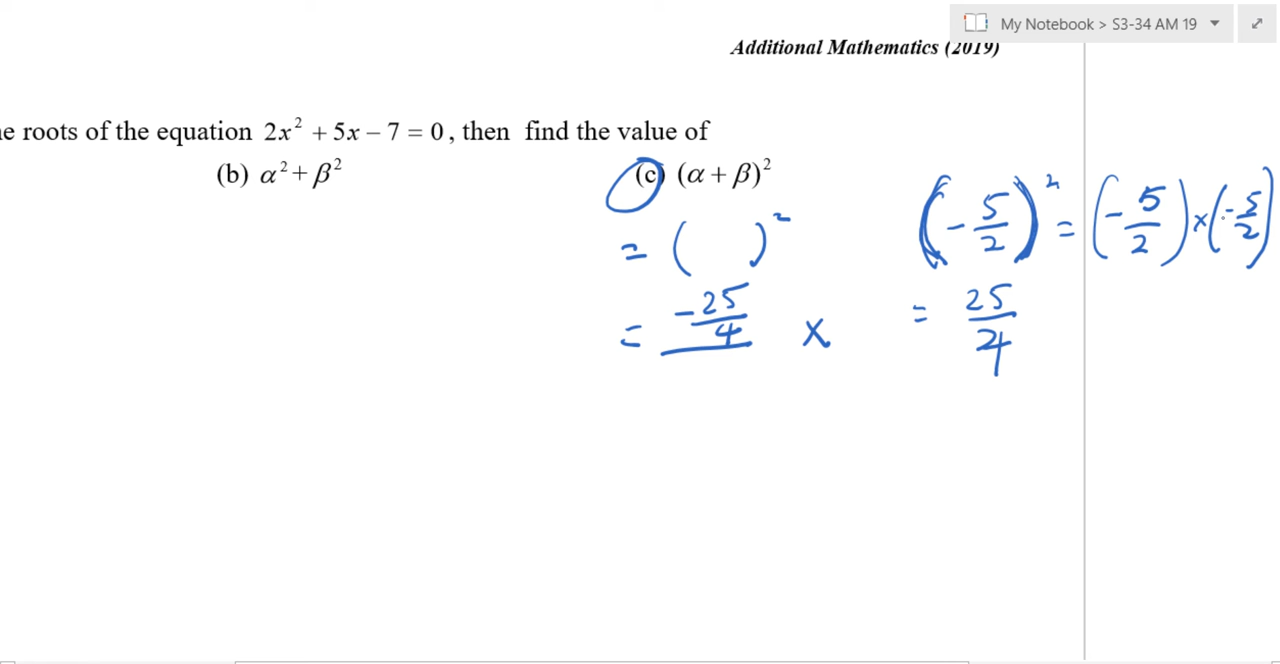 My Notebook > S3-34 AM 19
Additional Mathematics (2019)
e roots of the equation 2x² + 5x – 7 = 0, then find the value of
(b) α² + β²
(c) (α + β)²
= ( )²
= -25/4 ×
(-5/2)² = (-5/2) × (-5/2)
= 25/4